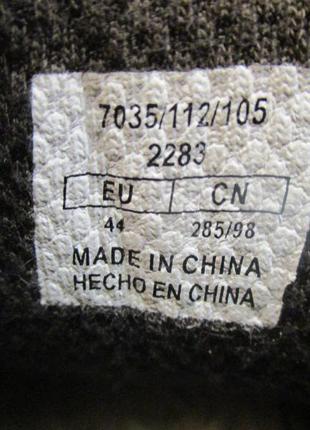 7035/112/105
2283
EU CN
44 285/98
MADE IN CHINA
HECHO EN CHINA